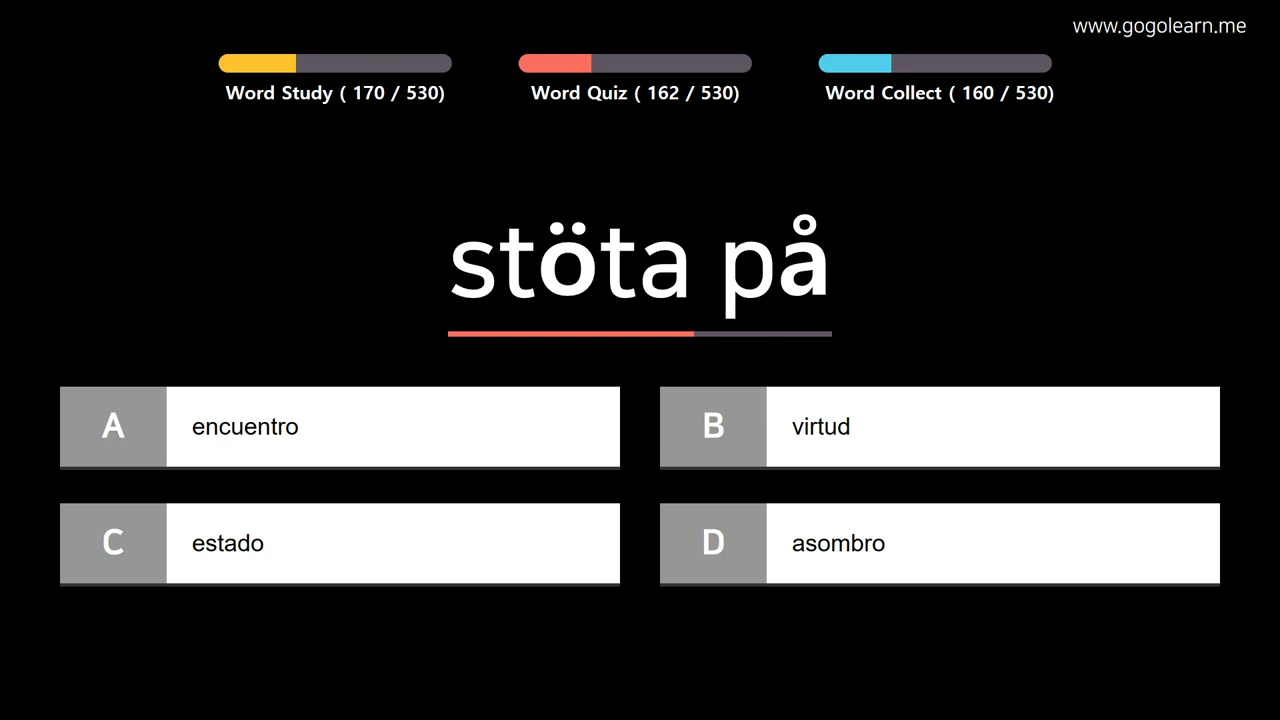 www.gogolearn.me
Word Study ( 170 / 530)
Word Quiz ( 162 / 530)
Word Collect ( 160 / 530)
stöta på
A encuentro
B virtud
C estado
D asombro